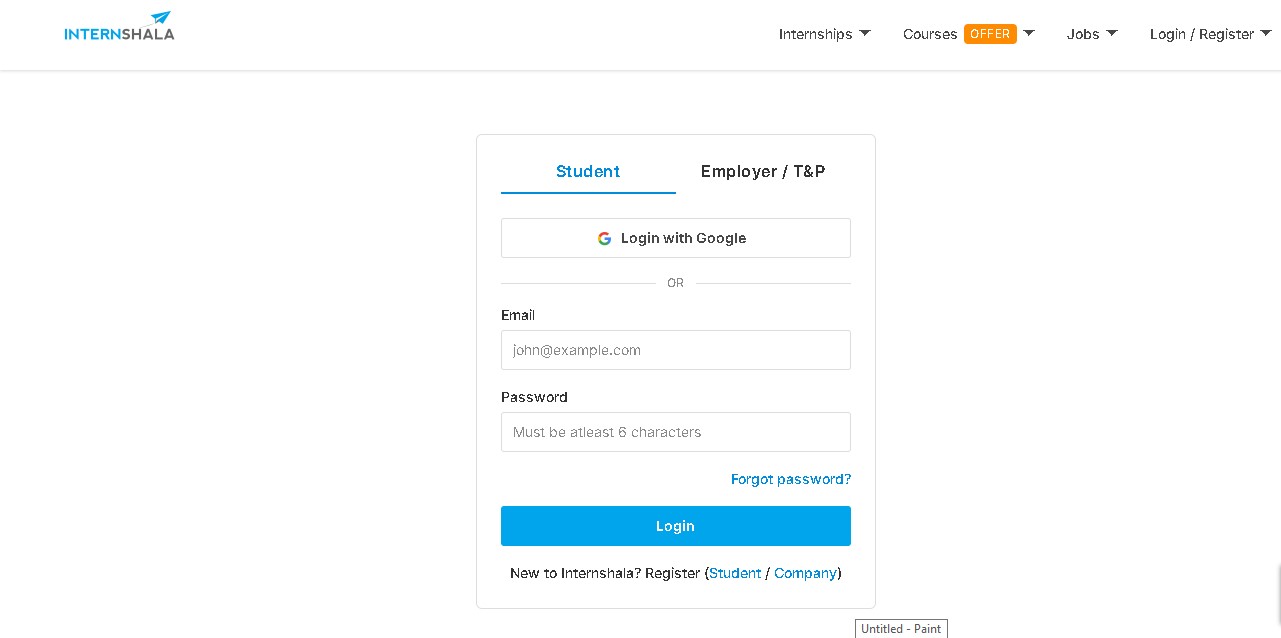 INTERNSHALA
Internships Courses OFFER Jobs Login / Register
Student Employer / T&P
Login with Google
OR
Email
john@example.com
Password
Must be atleast 6 characters
Forgot password?
Login
New to Internshala? Register (Student / Company)
Untitled - Paint